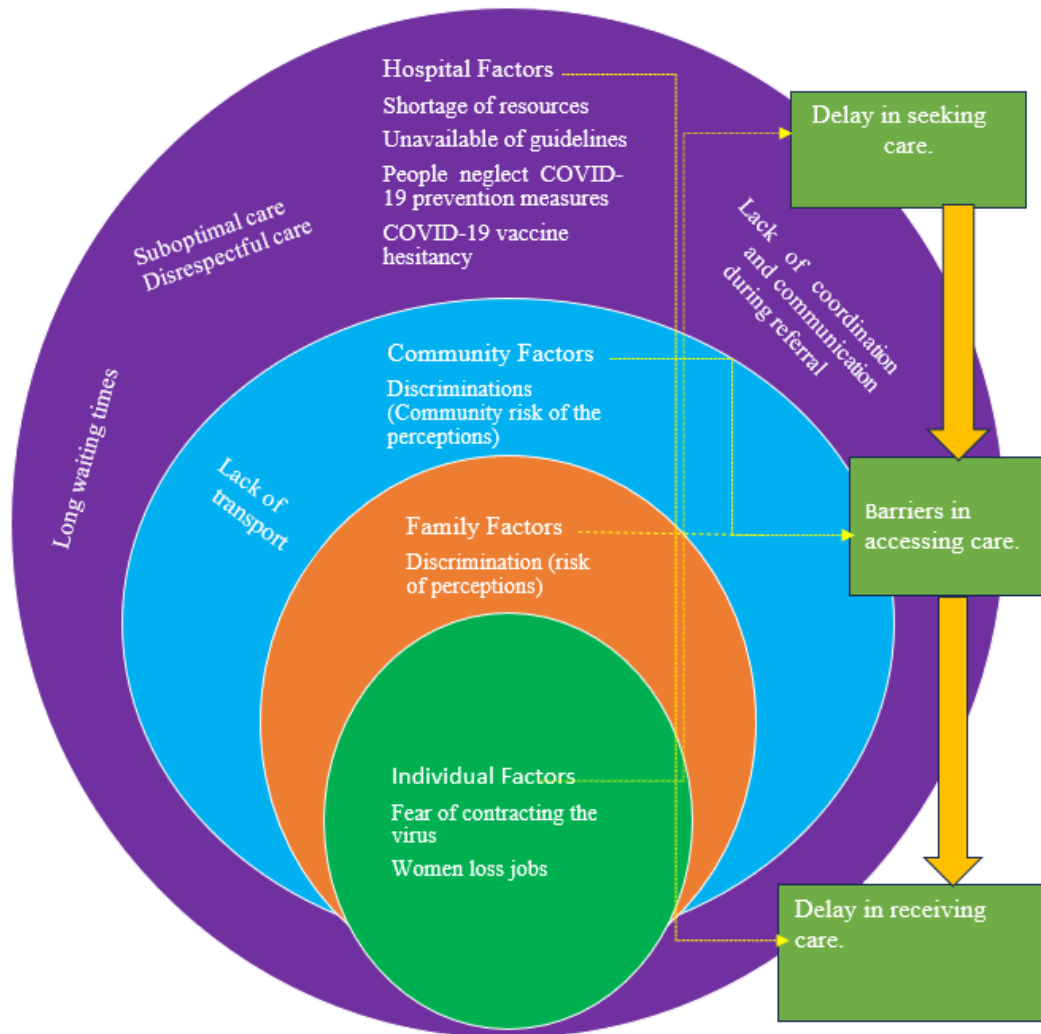 Hospital Factors
Shortage of resources
Unavailable of guidelines
People neglect COVID-
19 prevention measures
COVID-19 vaccine
hesitancy
Suboptimal care
Disrespectful care
Long waiting times
Lack of coordination
and communication
during referral
Community Factors
Discriminations
(Community risk of the
perceptions)
Lack of
transport
Family Factors
Discrimination (risk
of perceptions)
Individual Factors
Fear of contracting the
virus
Women loss jobs
Delay in seeking
care.
Barriers in
accessing care.
Delay in receiving
care.